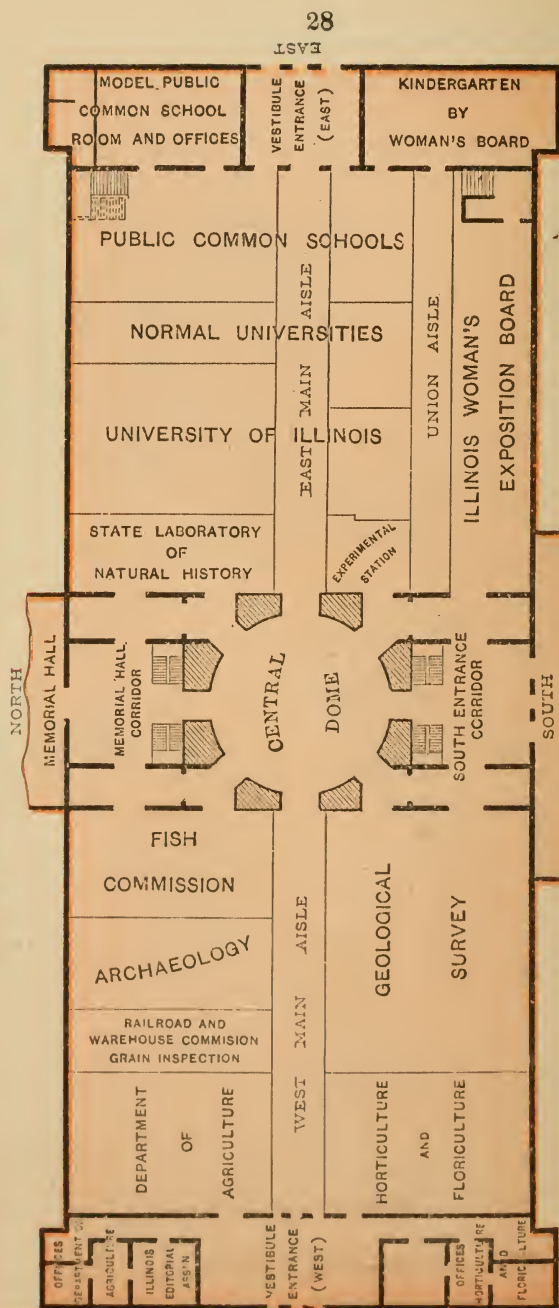 28
EAST
MODEL PUBLIC
COMMON SCHOOL
ROOM AND OFFICES
VESTIBULE
ENTRANCE
(EAST)
KINDERGARTEN
BY
WOMAN'S BOARD
PUBLIC COMMON SCHOOLS
NORMAL UNIVERSITIES
UNIVERSITY OF ILLINOIS
EAST MAIN AISLE
UNION AISLE
ILLINOIS WOMAN'S
EXPOSITION BOARD
STATE LABORATORY
OF
NATURAL HISTORY
EXPERIMENTAL
STATION
NORTH
MEMORIAL HALL
MEMORIAL HALL
CORRIDOR
CENTRAL
DOME
SOUTH ENTRANCE
CORRIDOR
SOUTH
FISH
COMMISSION
ARCHAEOLOGY
RAILROAD AND
WAREHOUSE COMMISION
GRAIN INSPECTION
WEST MAIN AISLE
GEOLOGICAL
SURVEY
DEPARTMENT
OF
AGRICULTURE
HORTICULTURE
AND
FLORICULTURE
OFFICES
DEPARTMENT OF
AGRICULTURE
ILLINOIS
EDITORIAL
ASS'N
VESTIBULE
ENTRANCE
(WEST)
OFFICES
HORTICULTURE
AND
FLORICULTURE